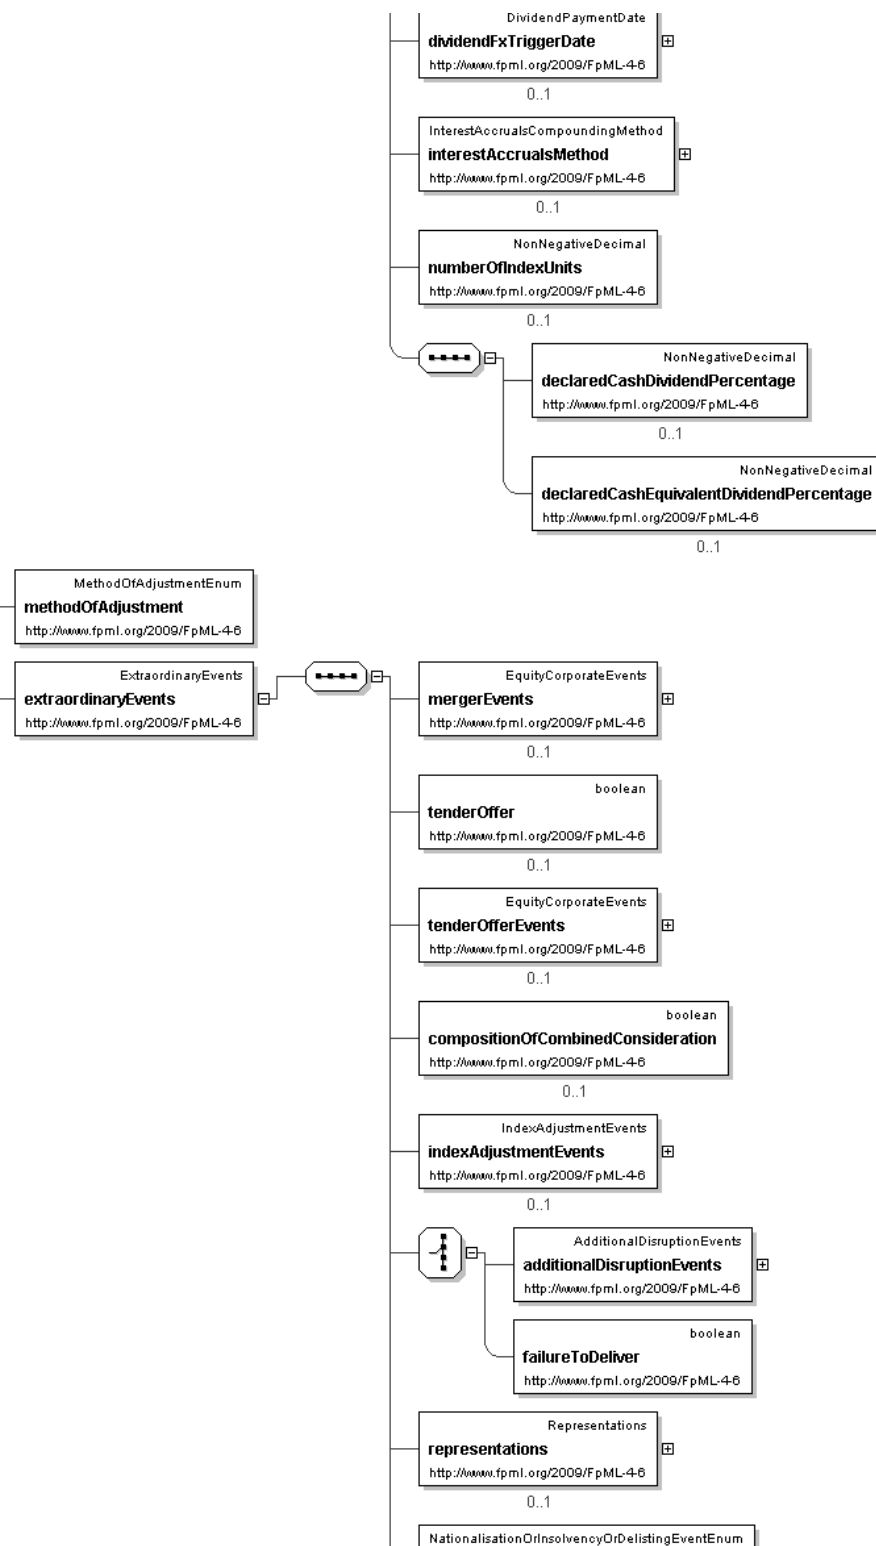 DividendPaymentDate
dividendFxTriggerDate
http://www.fpml.org/2009/FpML-4-6
0..1
InterestAccrualsCompoundingMethod
interestAccrualsMethod
http://www.fpml.org/2009/FpML-4-6
0..1
NonNegativeDecimal
numberOfIndexUnits
http://www.fpml.org/2009/FpML-4-6
0..1
NonNegativeDecimal
declaredCashDividendPercentage
http://www.fpml.org/2009/FpML-4-6
0..1
NonNegativeDecimal
declaredCashEquivalentDividendPercentage
http://www.fpml.org/2009/FpML-4-6
0..1
MethodOfAdjustmentEnum
methodOfAdjustment
http://www.fpml.org/2009/FpML-4-6
ExtraordinaryEvents
extraordinaryEvents
http://www.fpml.org/2009/FpML-4-6
EquityCorporateEvents
mergerEvents
http://www.fpml.org/2009/FpML-4-6
0..1
boolean
tenderOffer
http://www.fpml.org/2009/FpML-4-6
0..1
EquityCorporateEvents
tenderOfferEvents
http://www.fpml.org/2009/FpML-4-6
0..1
boolean
compositionOfCombinedConsideration
http://www.fpml.org/2009/FpML-4-6
0..1
IndexAdjustmentEvents
indexAdjustmentEvents
http://www.fpml.org/2009/FpML-4-6
0..1
AdditionalDisruptionEvents
additionalDisruptionEvents
http://www.fpml.org/2009/FpML-4-6
boolean
failureToDeliver
http://www.fpml.org/2009/FpML-4-6
Representations
representations
http://www.fpml.org/2009/FpML-4-6
0..1
NationalisationOrInsolvencyOrDelistingEventEnum